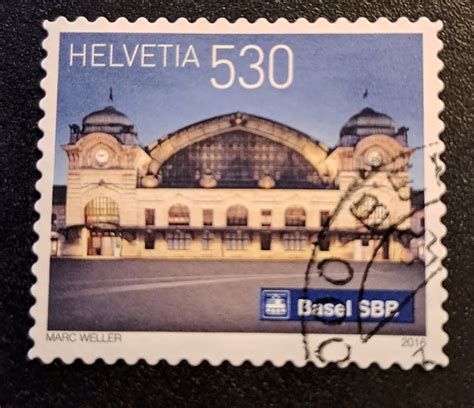 HELVETIA 530
Basel SBB
MARC WELLER 2016